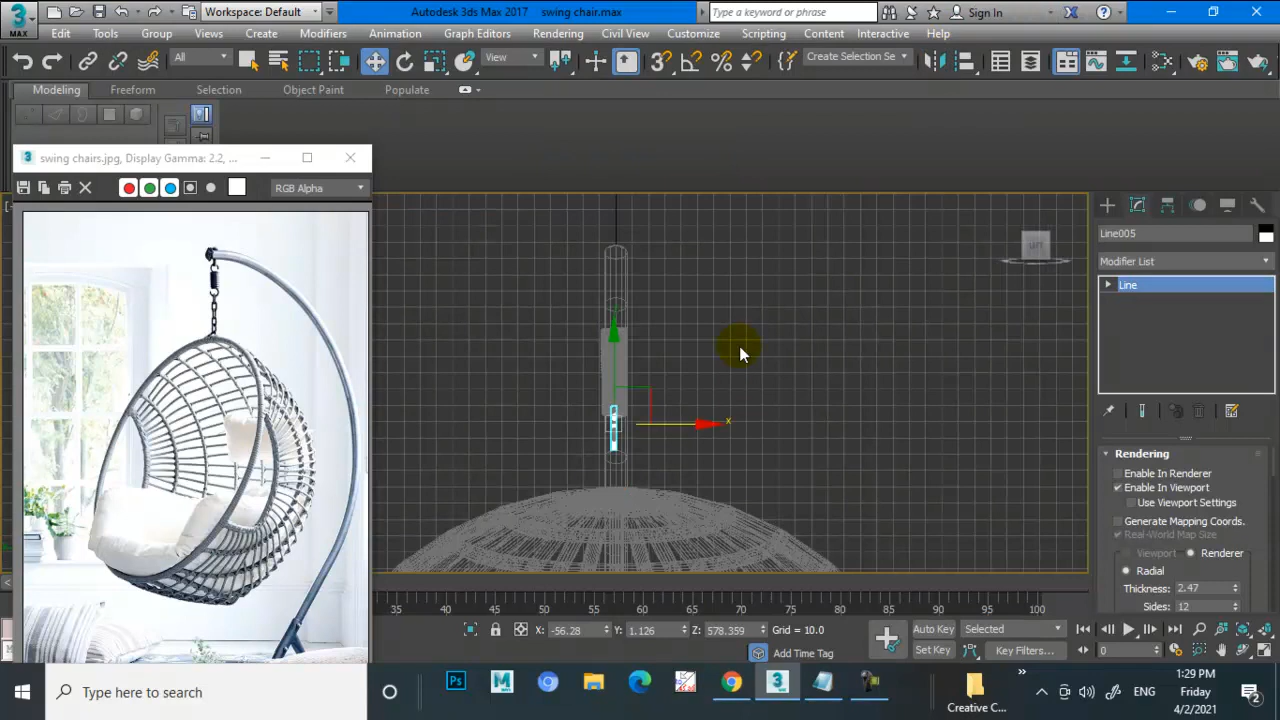 Workspace: Default
Autodesk 3ds Max 2017 swing chair.max
Type a keyword or phrase
Sign In
MAX
Edit Tools Group Views Create Modifiers Animation Graph Editors Rendering Civil View Customize Scripting Content Interactive Help
All
View
3
Create Selection Se
Modeling Freeform Selection Object Paint Populate
3 swing chairs.jpg, Display Gamma: 2.2, ...
RGB Alpha
Line005
Modifier List
Line
x
Rendering
Enable In Renderer
Enable In Viewport
Use Viewport Settings
Generate Mapping Coords.
Real-World Map Size
Viewport Renderer
Radial
Thickness: 2.47
Sides: 12
35 40 45 50 55 60 65 70 75 80 85 90 95 100
X: -56.28 Y: 1.126 Z: 578.359 Grid = 10.0
Auto Key Selected
Add Time Tag
Set Key Key Filters...
0
Type here to search
Ps
M
3
Creative C...
ENG
1:29 PM
Friday
4/2/2021
2